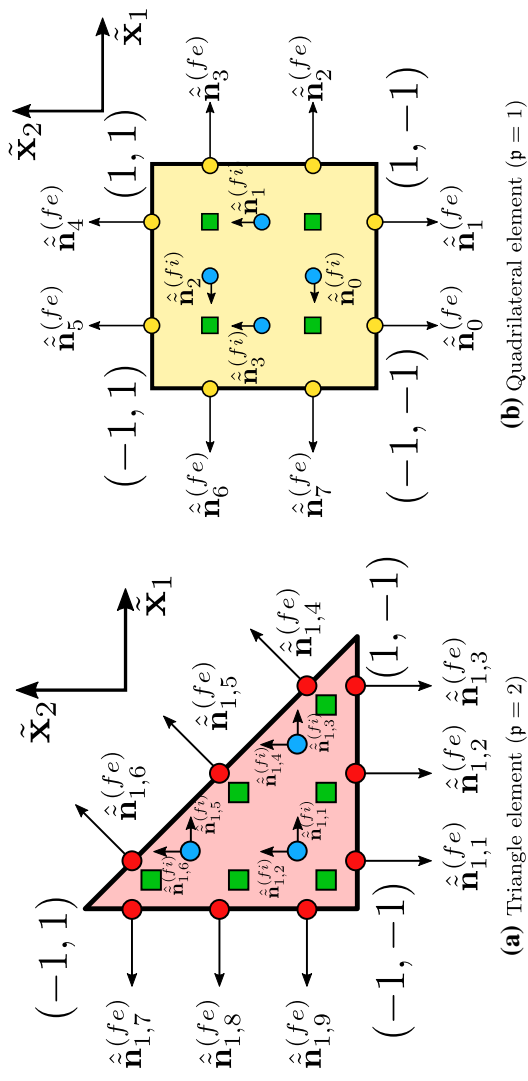 x̃₂
x̃₁
(−1, 1)
n̂̃₁,₆^(fe)
n̂̃₁,₅^(fe)
n̂̃₁,₄^(fe)
n̂̃₁,₇^(fe)
n̂̃₁,₈^(fe)
n̂̃₁,₉^(fe)
n̂̃₁,₆^(fi)
n̂̃₁,₅^(fi)
n̂̃₁,₂^(fi)
n̂̃₁,₁^(fi)
n̂̃₁,₄^(fi)
n̂̃₁,₃^(fi)
(−1, −1)
(1, −1)
n̂̃₁,₁^(fe)
n̂̃₁,₂^(fe)
n̂̃₁,₃^(fe)
(a) Triangle element (p = 2)
x̃₂
x̃₁
n̂̃₅^(fe)
n̂̃₄^(fe)
(−1, 1)
(1, 1)
n̂̃₆^(fe)
n̂̃₂^(fi)
n̂̃₃^(fe)
n̂̃₃^(fi)
n̂̃₁^(fi)
n̂̃₇^(fe)
n̂̃₀^(fi)
n̂̃₂^(fe)
(−1, −1)
(1, −1)
n̂̃₀^(fe)
n̂̃₁^(fe)
(b) Quadrilateral element (p = 1)